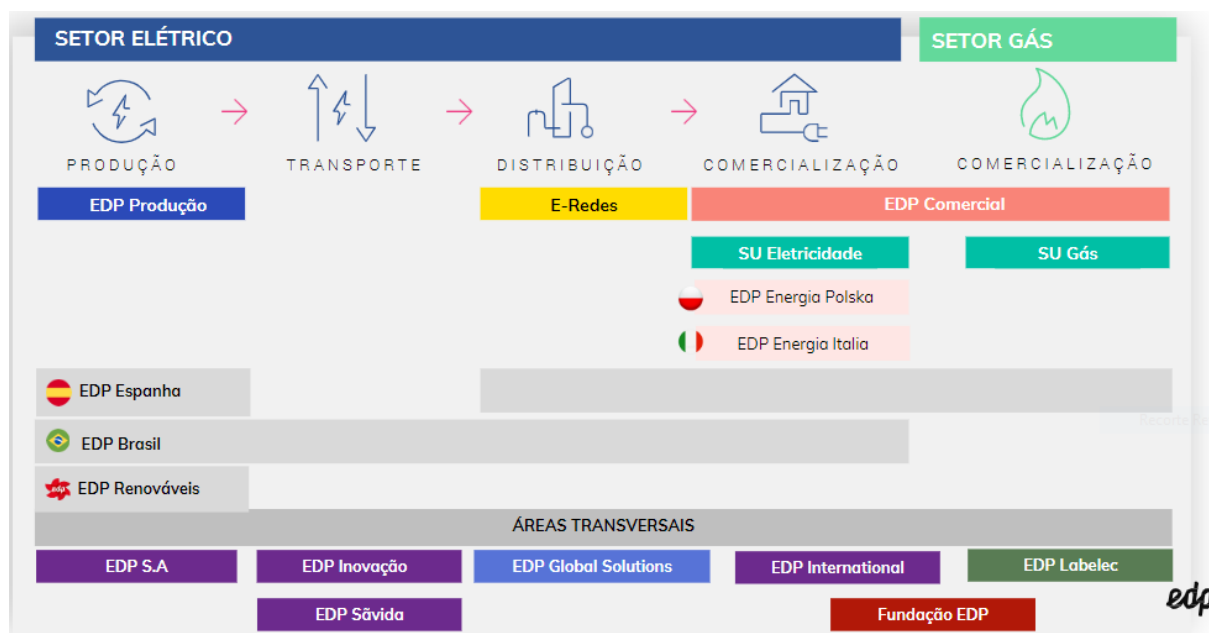 SETOR ELÉTRICO
SETOR GÁS
PRODUÇÃO
TRANSPORTE
DISTRIBUIÇÃO
COMERCIALIZAÇÃO
COMERCIALIZAÇÃO
EDP Produção
E-Redes
EDP Comercial
SU Eletricidade
SU Gás
EDP Energia Polska
EDP Energia Italia
EDP Espanha
EDP Brasil
EDP Renováveis
ÁREAS TRANSVERSAIS
EDP S.A
EDP Inovação
EDP Global Solutions
EDP International
EDP Labelec
EDP Sãvida
Fundação EDP
edp